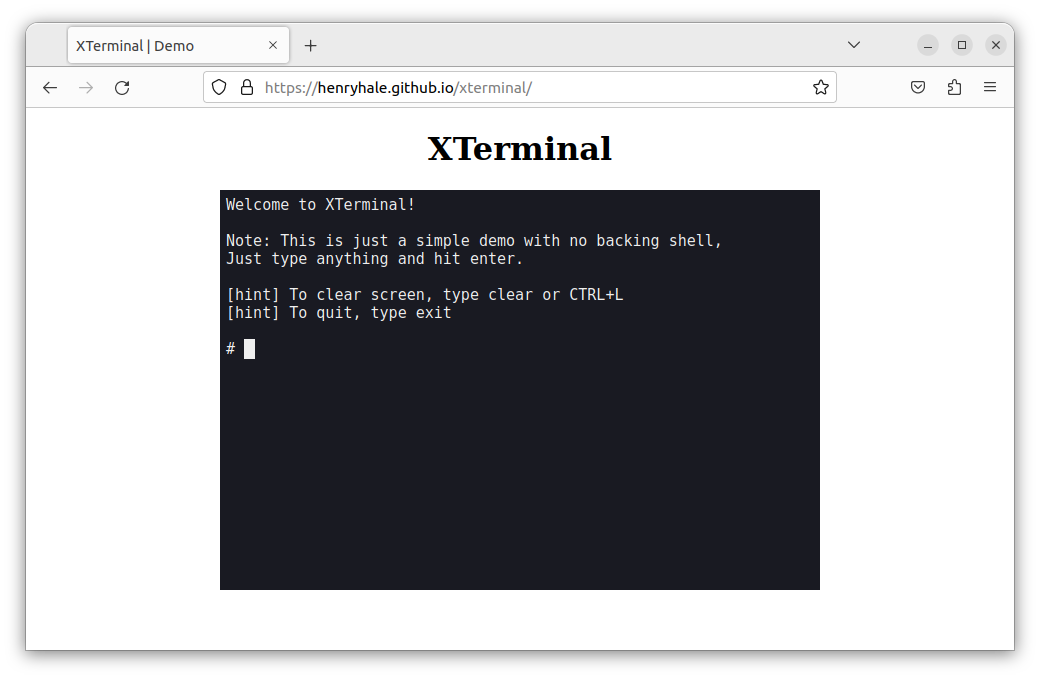 XTerminal | Demo
https://henryhale.github.io/xterminal/
XTerminal
Welcome to XTerminal!
Note: This is just a simple demo with no backing shell,
Just type anything and hit enter.
[hint] To clear screen, type clear or CTRL+L
[hint] To quit, type exit
#